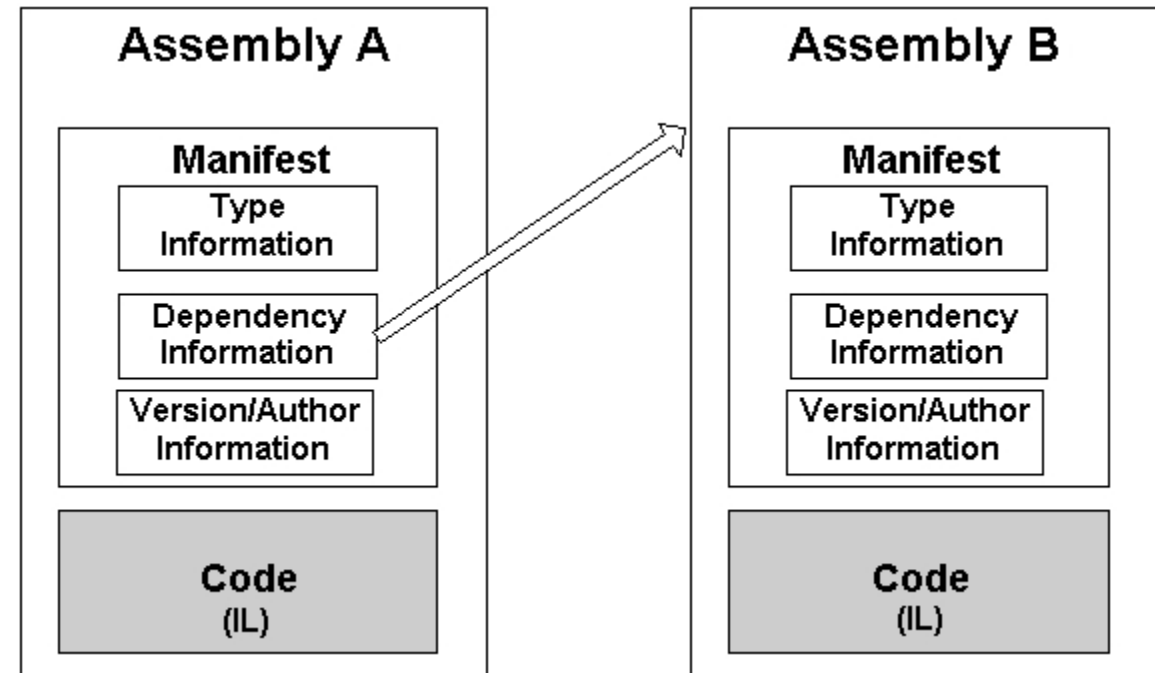 Assembly A
Manifest
Type
Information
Dependency
Information
Version/Author
Information
Code
(IL)
Assembly B
Manifest
Type
Information
Dependency
Information
Version/Author
Information
Code
(IL)